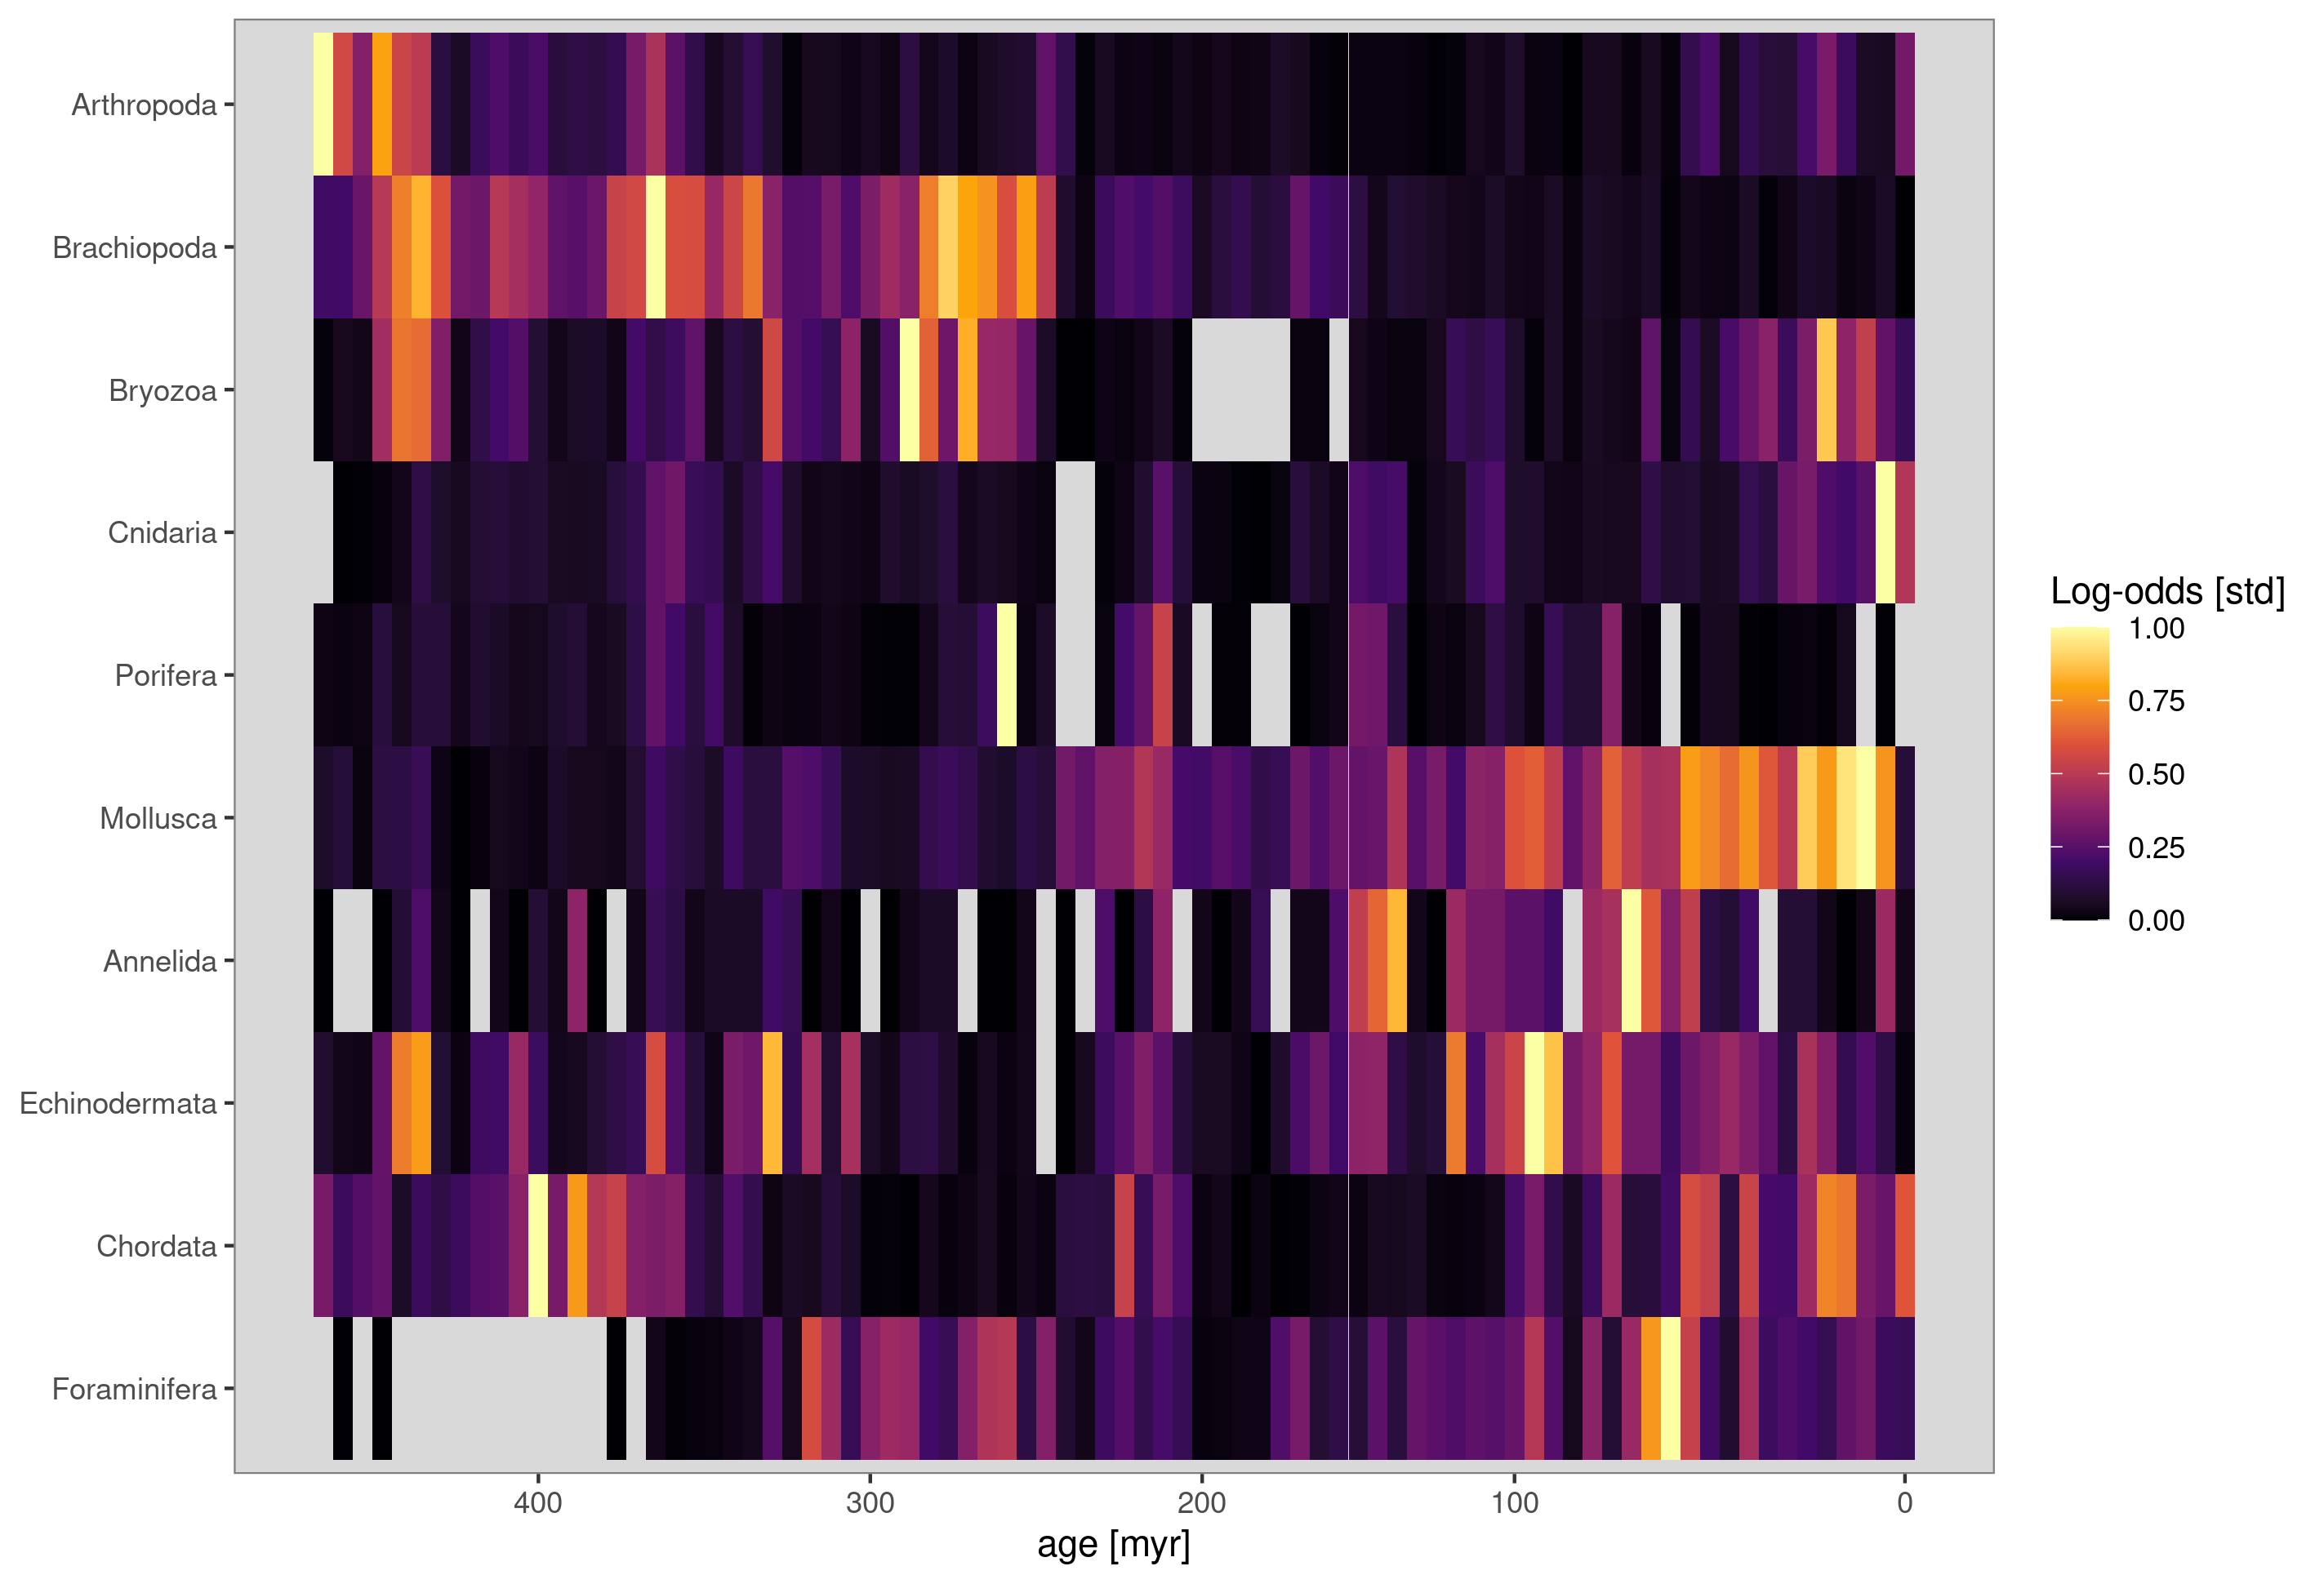 Arthropoda
Brachiopoda
Bryozoa
Cnidaria
Porifera
Mollusca
Annelida
Echinodermata
Chordata
Foraminifera
400 300 200 100 0
age [myr]
Log-odds [std]
1.00
0.75
0.50
0.25
0.00